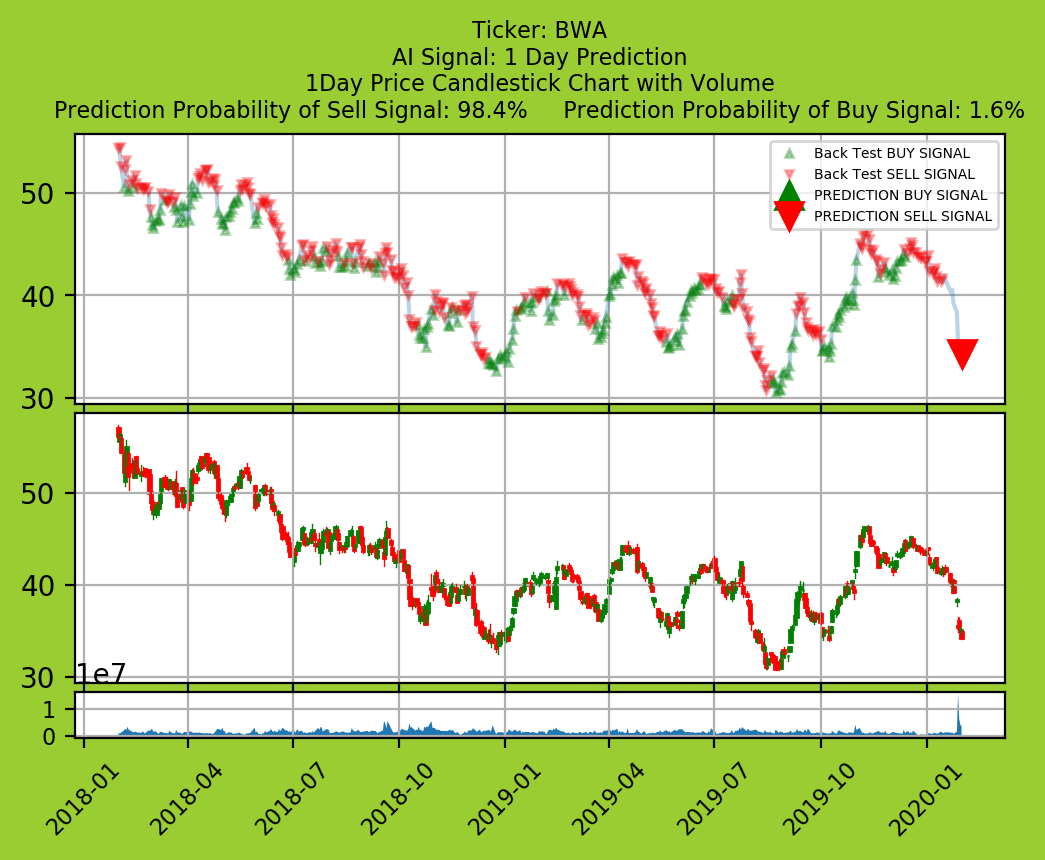 Ticker: BWA
AI Signal: 1 Day Prediction
1Day Price Candlestick Chart with Volume
Prediction Probability of Sell Signal: 98.4%     Prediction Probability of Buy Signal: 1.6%
Back Test BUY SIGNAL
Back Test SELL SIGNAL
PREDICTION BUY SIGNAL
PREDICTION SELL SIGNAL
50
40
30
50
40
30
1e7
1
0
2018-01
2018-04
2018-07
2018-10
2019-01
2019-04
2019-07
2019-10
2020-01